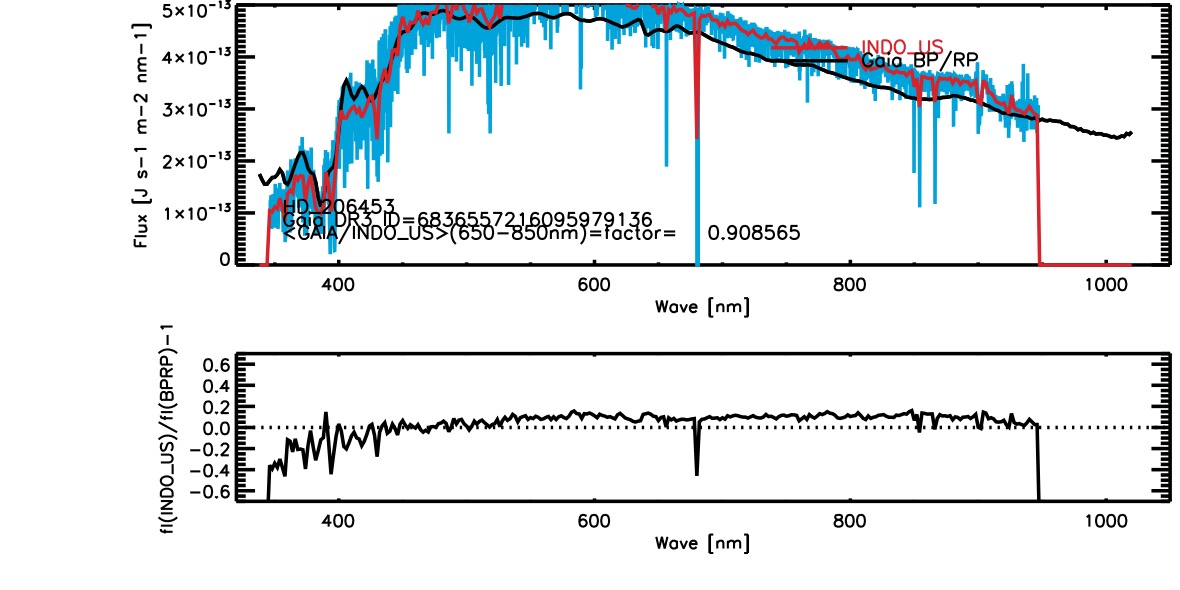 5×10−13
4×10−13
3×10−13
2×10−13
1×10−13
0
Flux [J s−1 m−2 nm−1]
INDO_US
Gaia BP/RP
HD_206453
Gaia DR3 ID=6836557216095979136
<GAIA/INDO_US>(650−850nm)=factor= 0.908565
400 600 800 1000
Wave [nm]
fl(INDO_US)/fl(BPRP)−1
0.6
0.4
0.2
0.0
−0.2
−0.4
−0.6
400 600 800 1000
Wave [nm]